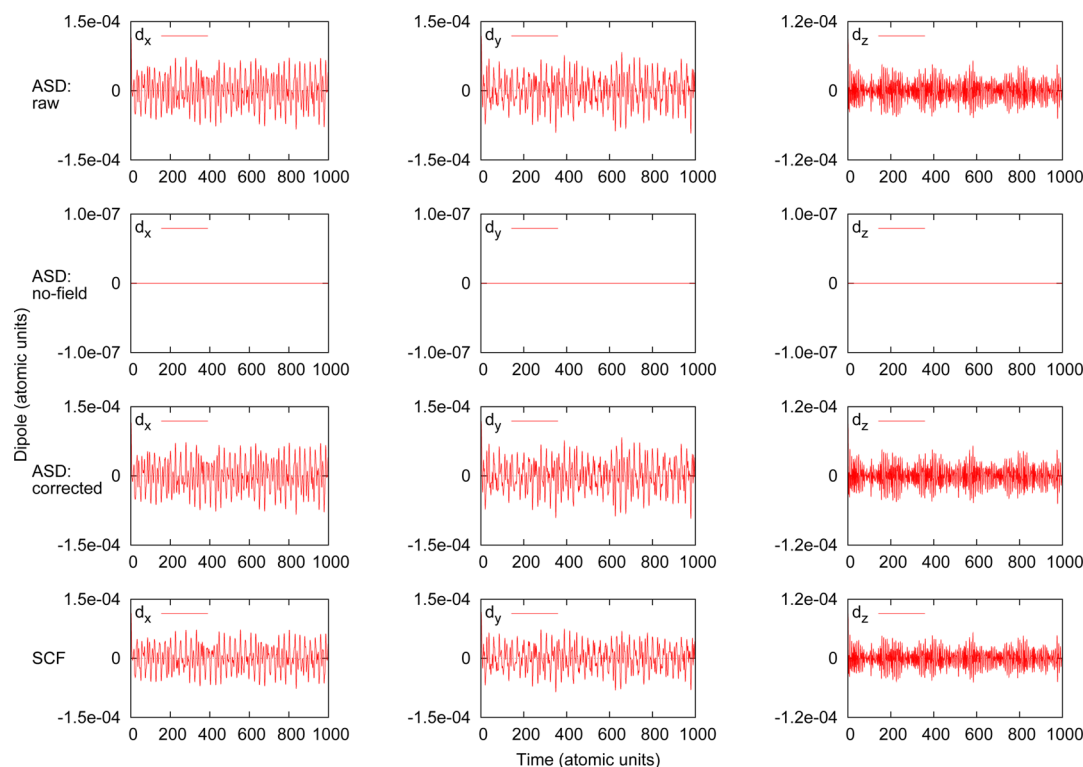 1.5e-04 1.5e-04 1.2e-04
d_x d_y d_z
ASD:
raw
0 0 0
-1.5e-04 -1.5e-04 -1.2e-04
0 200 400 600 800 1000 0 200 400 600 800 1000 0 200 400 600 800 1000
1.0e-07 1.0e-07 1.0e-07
d_x d_y d_z
ASD:
no-field
0 0 0
-1.0e-07 -1.0e-07 -1.0e-07
0 200 400 600 800 1000 0 200 400 600 800 1000 0 200 400 600 800 1000
Dipole (atomic units)
1.5e-04 1.5e-04 1.2e-04
d_x d_y d_z
ASD:
corrected
0 0 0
-1.5e-04 -1.5e-04 -1.2e-04
0 200 400 600 800 1000 0 200 400 600 800 1000 0 200 400 600 800 1000
1.5e-04 1.5e-04 1.2e-04
d_x d_y d_z
SCF
0 0 0
-1.5e-04 -1.5e-04 -1.2e-04
0 200 400 600 800 1000 0 200 400 600 800 1000 0 200 400 600 800 1000
Time (atomic units)